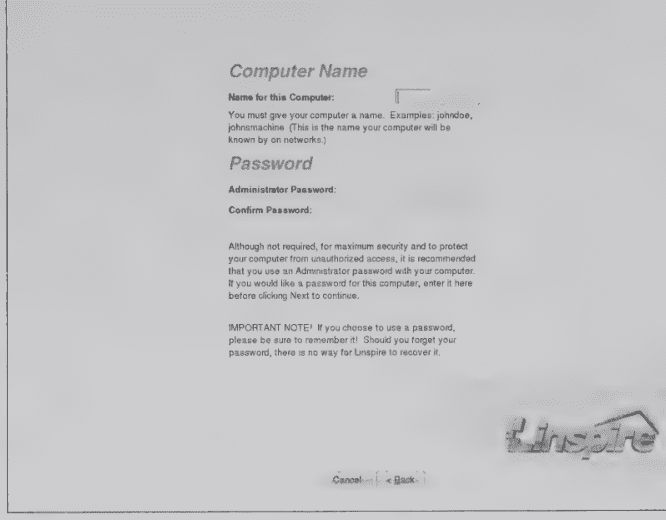 Computer Name
Name for this Computer:
You must give your computer a name. Examples: johndoe,
johnsmachine (This is the name your computer will be
known by on networks.)
Password
Administrator Password:
Confirm Password:
Although not required, for maximum security and to protect
your computer from unauthorized access, it is recommended
that you use an Administrator password with your computer.
If you would like a password for this computer, enter it here
before clicking Next to continue.
IMPORTANT NOTE! If you choose to use a password,
please be sure to remember it! Should you forget your
password, there is no way for Linspire to recover it.
Linspire
Cancel < Back